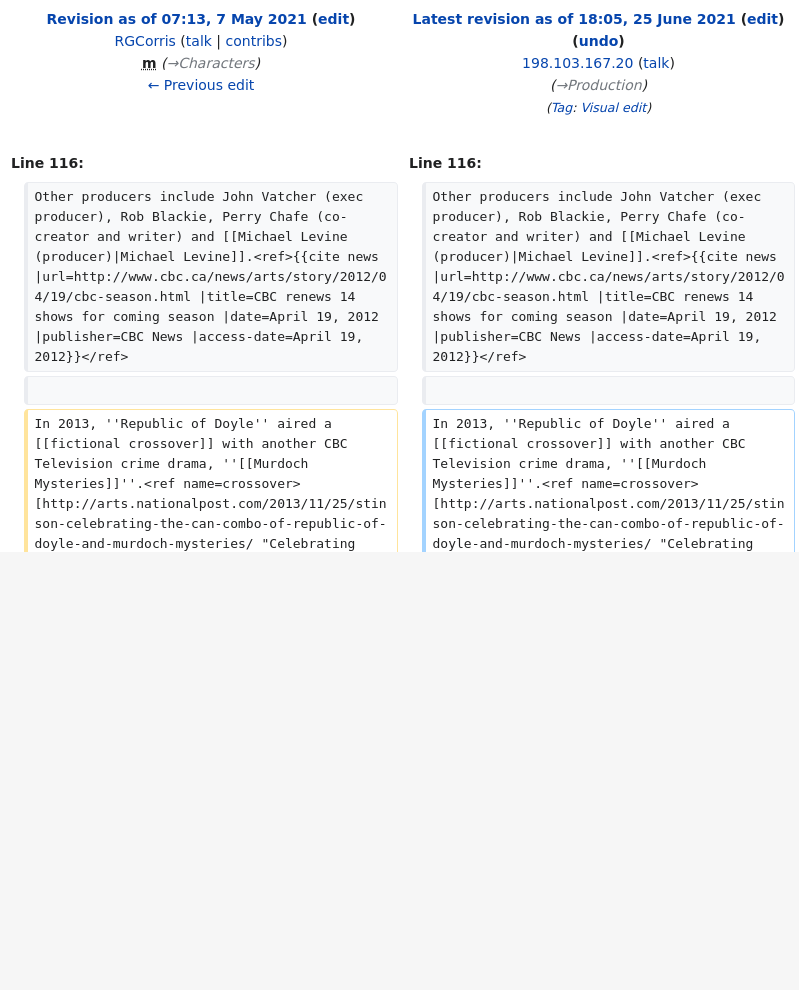 Revision as of 07:13, 7 May 2021 (edit)
RGCorris (talk | contribs)
m (→Characters)
← Previous edit
Latest revision as of 18:05, 25 June 2021 (edit)
(undo)
198.103.167.20 (talk)
(→Production)
(Tag: Visual edit)
Line 116:
Other producers include John Vatcher (exec
producer), Rob Blackie, Perry Chafe (co-
creator and writer) and [[Michael Levine
(producer)|Michael Levine]].<ref>{{cite news
|url=http://www.cbc.ca/news/arts/story/2012/0
4/19/cbc-season.html |title=CBC renews 14
shows for coming season |date=April 19, 2012
|publisher=CBC News |access-date=April 19,
2012}}</ref>
In 2013, ''Republic of Doyle'' aired a
[[fictional crossover]] with another CBC
Television crime drama, ''[[Murdoch
Mysteries]]''.<ref name=crossover>
[http://arts.nationalpost.com/2013/11/25/stin
son-celebrating-the-can-combo-of-republic-of-
doyle-and-murdoch-mysteries/ "Celebrating
Line 116:
Other producers include John Vatcher (exec
producer), Rob Blackie, Perry Chafe (co-
creator and writer) and [[Michael Levine
(producer)|Michael Levine]].<ref>{{cite news
|url=http://www.cbc.ca/news/arts/story/2012/0
4/19/cbc-season.html |title=CBC renews 14
shows for coming season |date=April 19, 2012
|publisher=CBC News |access-date=April 19,
2012}}</ref>
In 2013, ''Republic of Doyle'' aired a
[[fictional crossover]] with another CBC
Television crime drama, ''[[Murdoch
Mysteries]]''.<ref name=crossover>
[http://arts.nationalpost.com/2013/11/25/stin
son-celebrating-the-can-combo-of-republic-of-
doyle-and-murdoch-mysteries/ "Celebrating